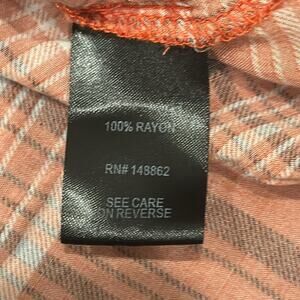 100% RAYON
RN# 148862
SEE CARE
ON REVERSE